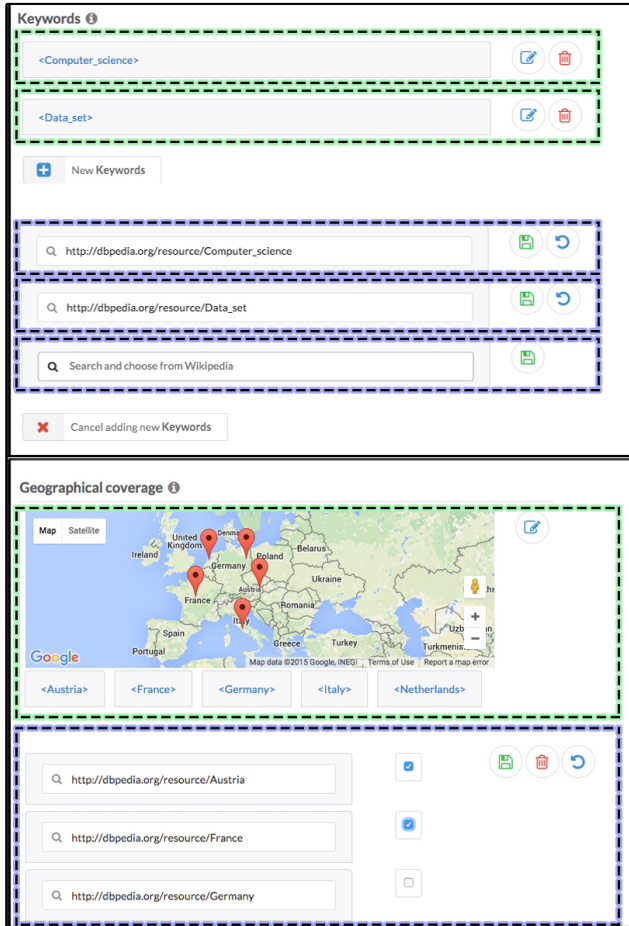 Keywords
<Computer_science>
<Data_set>
New Keywords
http://dbpedia.org/resource/Computer_science
http://dbpedia.org/resource/Data_set
Search and choose from Wikipedia
Cancel adding new Keywords
Geographical coverage
Map Satellite
United Kingdom
Denma
Ireland
Belarus
Poland
Germany
Ukraine
Austria
France
Romania
Italy
Spain
Portugal
Greece
Turkey
Turkmenis
Google
Map data ©2015 Google, INEGI Terms of Use Report a map error
<Austria> <France> <Germany> <Italy> <Netherlands>
http://dbpedia.org/resource/Austria
http://dbpedia.org/resource/France
http://dbpedia.org/resource/Germany